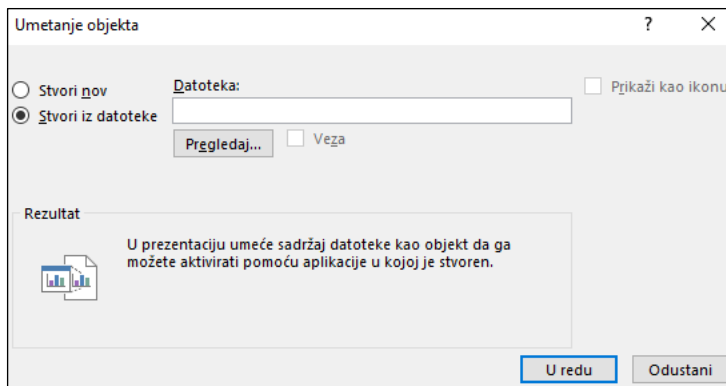 Umetanje objekta
?
Stvori nov
Datoteka:
Prikaži kao ikonu
Stvori iz datoteke
Pregledaj...
Veza
Rezultat
U prezentaciju umeće sadržaj datoteke kao objekt da ga
možete aktivirati pomoću aplikacije u kojoj je stvoren.
U redu
Odustani